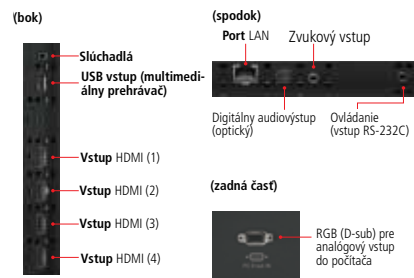 (bok)
Slúchadlá
USB vstup (multimedi-
álny prehrávač)
Vstup HDMI (1)
Vstup HDMI (2)
Vstup HDMI (3)
Vstup HDMI (4)
(spodok)
Port LAN
Zvukový vstup
Digitálny audiovýstup
(optický)
Ovládanie
(vstup RS-232C)
(zadná časť)
RGB (D-sub) pre
analógový vstup
do počítača